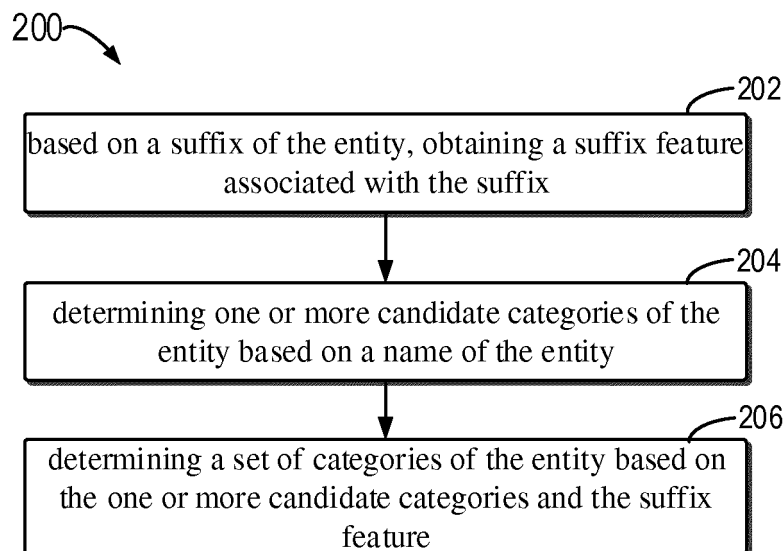 200
202
based on a suffix of the entity, obtaining a suffix feature
associated with the suffix
204
determining one or more candidate categories of the
entity based on a name of the entity
206
determining a set of categories of the entity based on
the one or more candidate categories and the suffix
feature